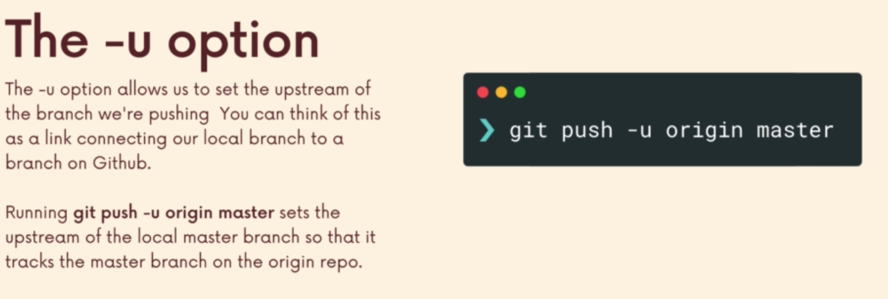 The -u option
The -u option allows us to set the upstream of
the branch we're pushing  You can think of this
as a link connecting our local branch to a
branch on Github.
Running git push -u origin master sets the
upstream of the local master branch so that it
tracks the master branch on the origin repo.
❯ git push -u origin master